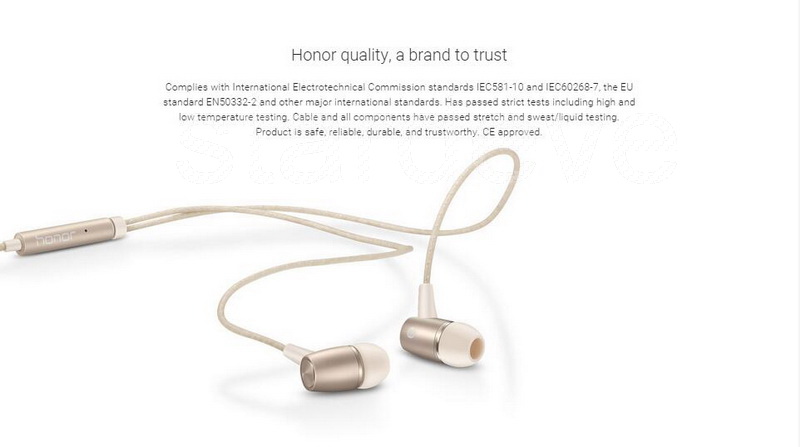 Honor quality, a brand to trust
Complies with International Electrotechnical Commission standards IEC581-10 and IEC60268-7, the EU
standard EN50332-2 and other major international standards. Has passed strict tests including high and
low temperature testing. Cable and all components have passed stretch and sweat/liquid testing.
Product is safe, reliable, durable, and trustworthy. CE approved.
honor